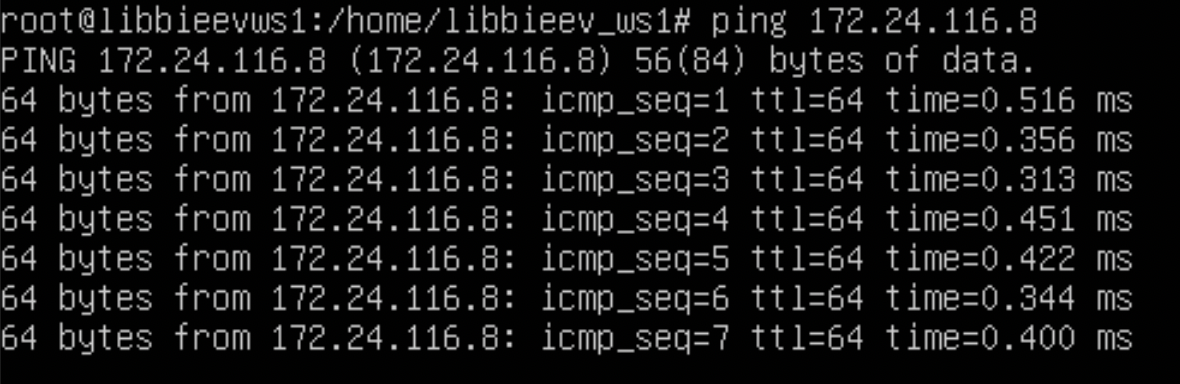 root@libbieevws1:/home/libbieev_ws1# ping 172.24.116.8
PING 172.24.116.8 (172.24.116.8) 56(84) bytes of data.
64 bytes from 172.24.116.8: icmp_seq=1 ttl=64 time=0.516 ms
64 bytes from 172.24.116.8: icmp_seq=2 ttl=64 time=0.356 ms
64 bytes from 172.24.116.8: icmp_seq=3 ttl=64 time=0.313 ms
64 bytes from 172.24.116.8: icmp_seq=4 ttl=64 time=0.451 ms
64 bytes from 172.24.116.8: icmp_seq=5 ttl=64 time=0.422 ms
64 bytes from 172.24.116.8: icmp_seq=6 ttl=64 time=0.344 ms
64 bytes from 172.24.116.8: icmp_seq=7 ttl=64 time=0.400 ms